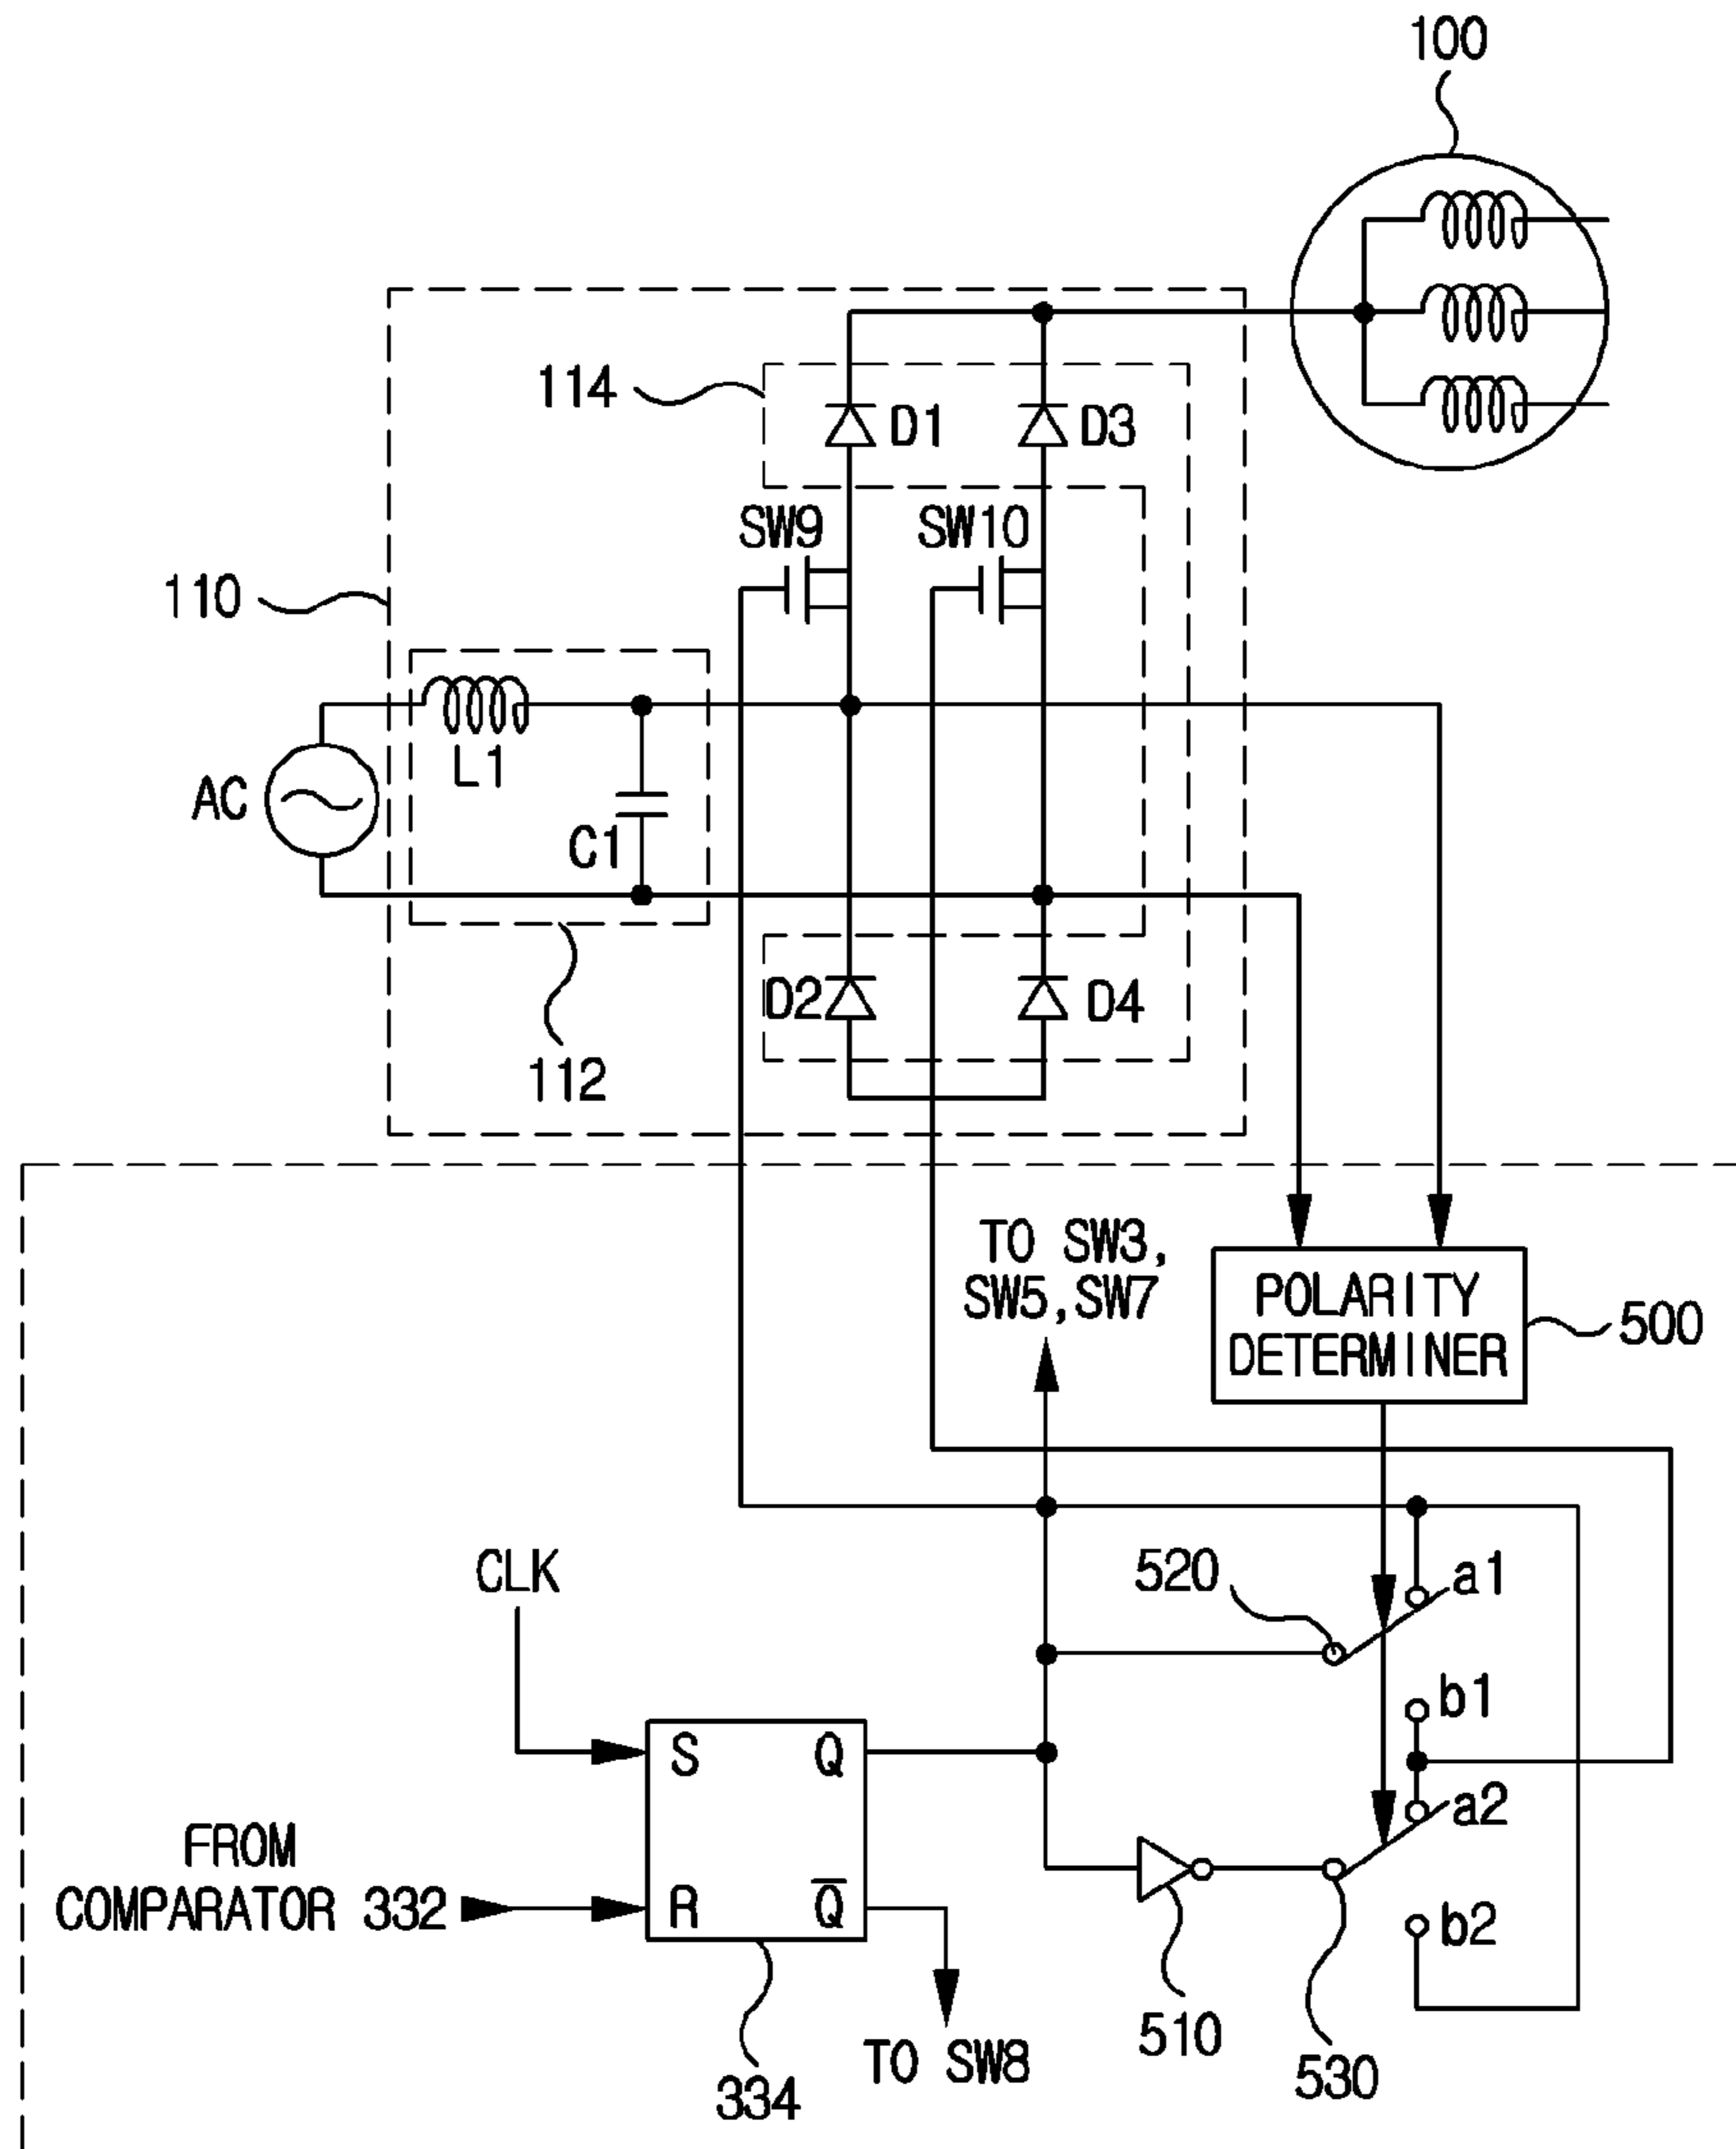 100
114
D1
D3
SW9
SW10
110
L1
AC
C1
D2
D4
112
TO SW3,
SW5,SW7
POLARITY
DETERMINER
500
CLK
520
a1
b1
S
Q
a2
FROM
COMPARATOR 332
R
Q̅
b2
510
TO SW8
530
334